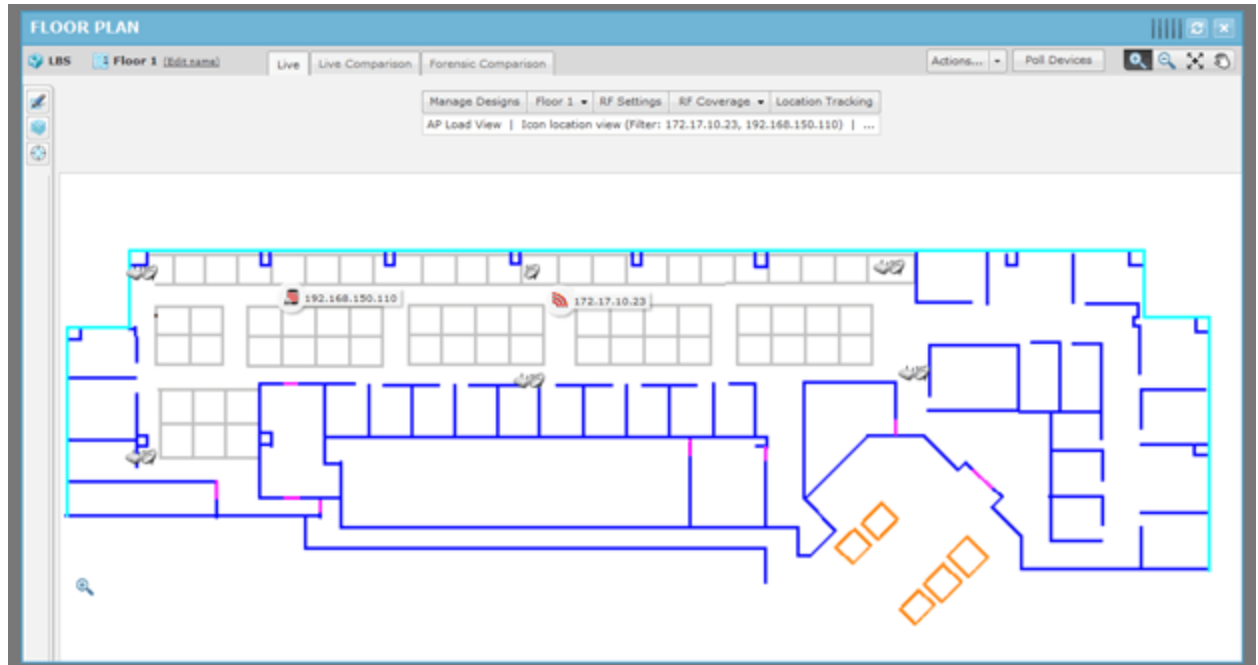 FLOOR PLAN
LBS Floor 1 (Edit name) Live Live Comparison Forensic Comparison Actions... Poll Devices
Manage Designs Floor 1 RF Settings RF Coverage Location Tracking
AP Load View | Icon location view (Filter: 172.17.10.23, 192.168.150.110) | ...
192.168.150.110 172.17.10.23